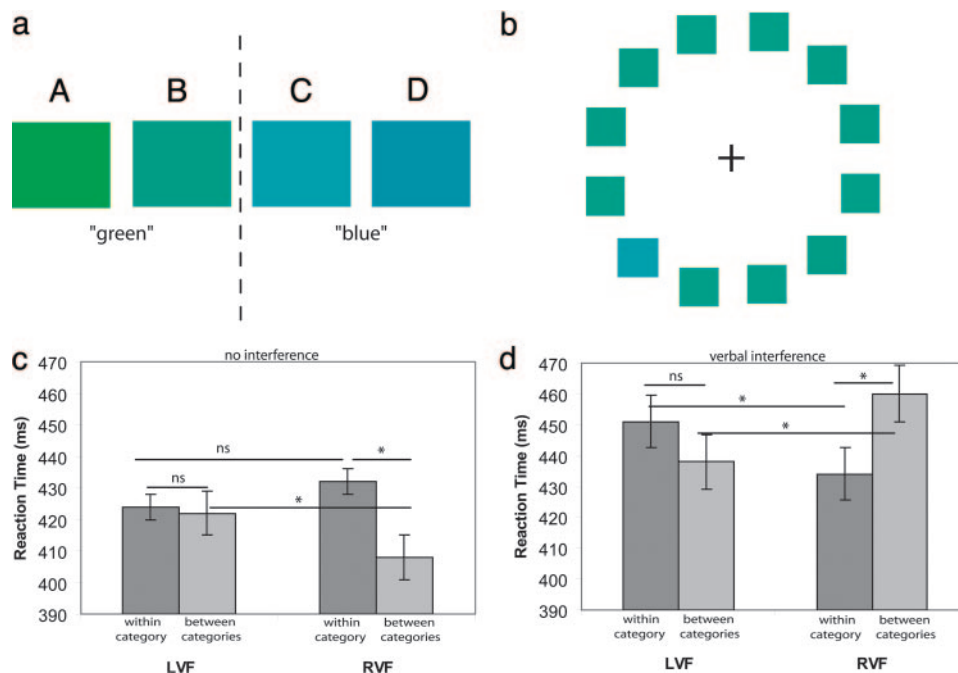 a
A B C D
"green" "blue"
b
+
c
no interference
Reaction Time (ms)
470
460
450
440
430
420
410
400
390
ns
ns
*
*
within category
between categories
within category
between categories
LVF RVF
d
verbal interference
Reaction Time (ms)
470
460
450
440
430
420
410
400
390
ns
*
*
*
within category
between categories
within category
between categories
LVF RVF